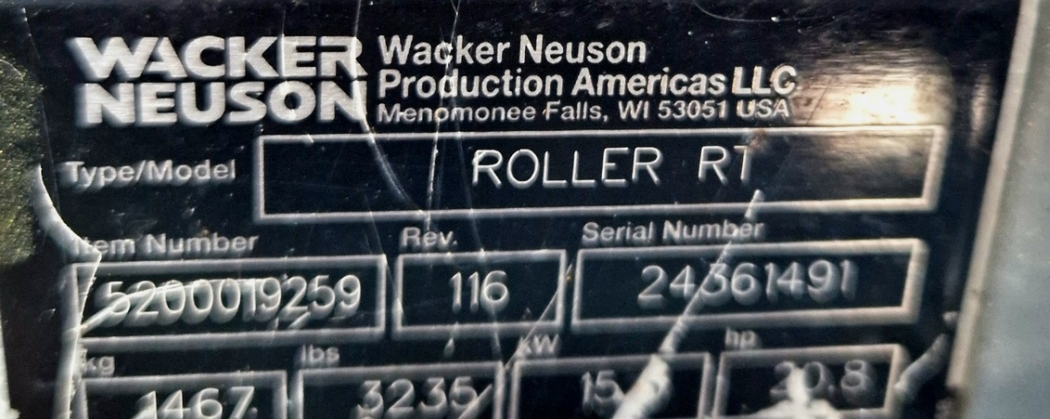 WACKER NEUSON
Wacker Neuson
Production Americas LLC
Menomonee Falls, WI 53051 USA
Type/Model ROLLER RT
Item Number Rev. Serial Number
5200019259 116 24361491
kg lbs kW hp
1467 3235 15 20.8